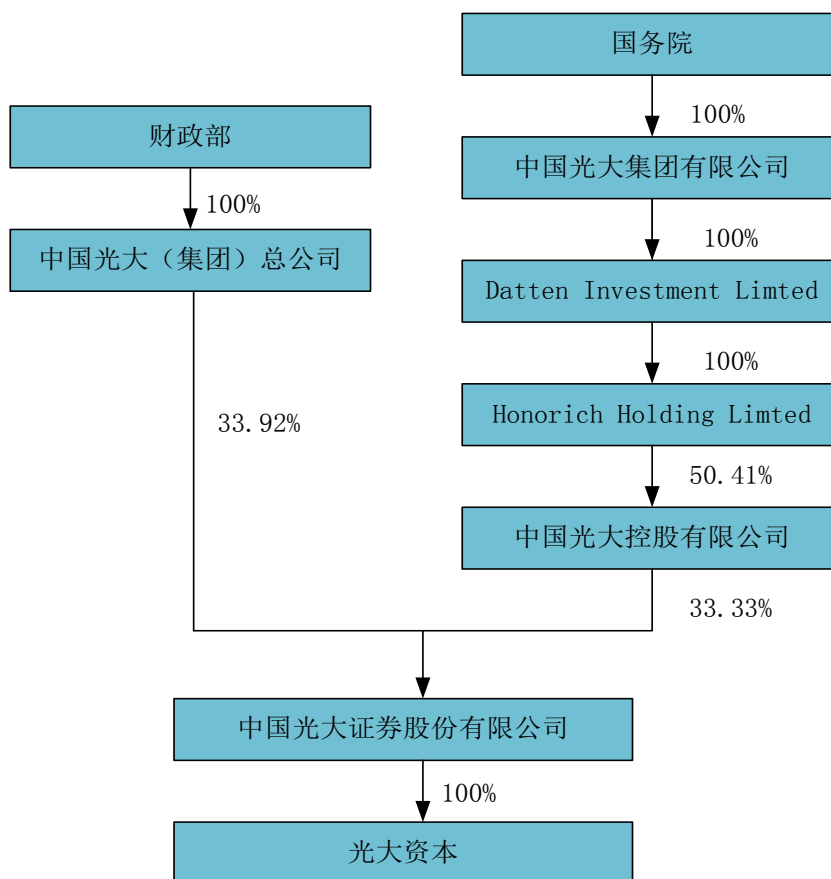 国务院
100%
财政部
中国光大集团有限公司
100%
100%
中国光大（集团）总公司
Datten Investment Limted
100%
33.92%
Honorich Holding Limted
50.41%
中国光大控股有限公司
33.33%
中国光大证券股份有限公司
100%
光大资本